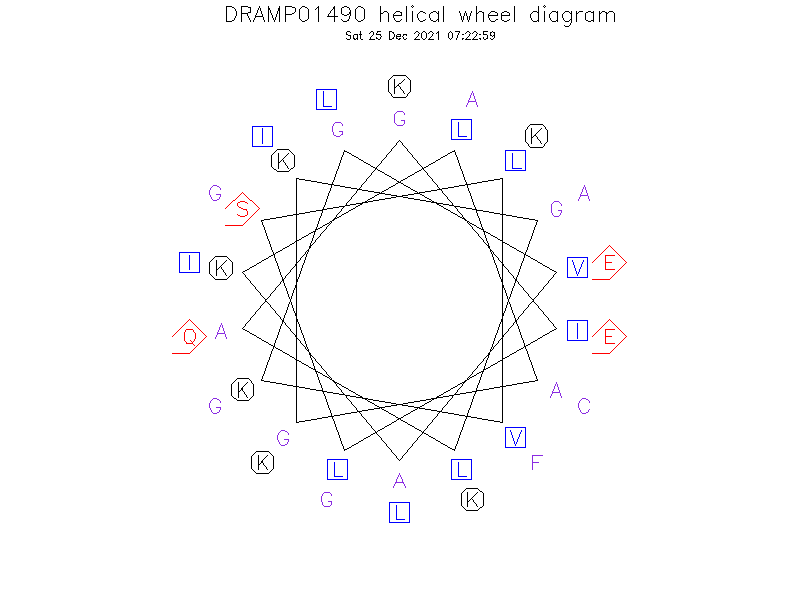 DRAMP01490 helical wheel diagram
Sat 25 Dec 2021 07:22:59
K
L A
G
G L
I K
K L
G A
S G
I K V E
Q A I E
K A
G C
G V
K F
L L
A
G K
L